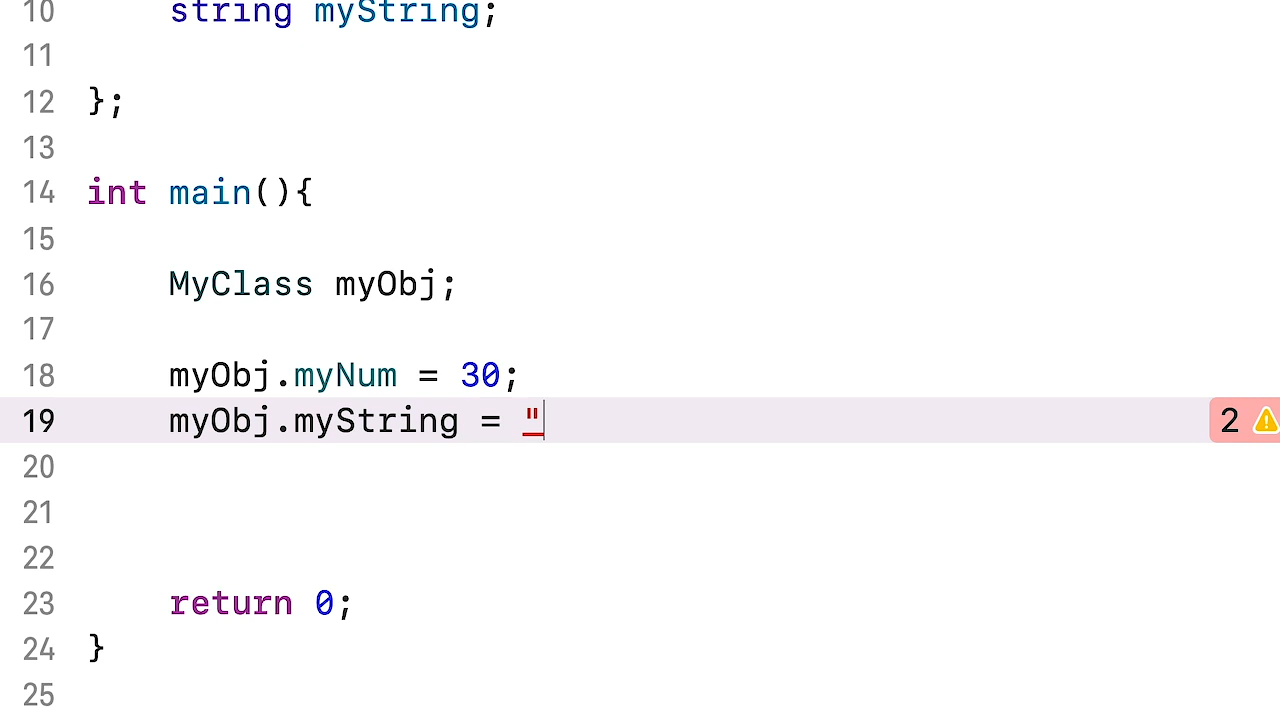 10 string myString;
11
12 };
13
14 int main(){
15
16 MyClass myObj;
17
18 myObj.myNum = 30;
19 myObj.myString = " 2
20
21
22
23 return 0;
24 }
25